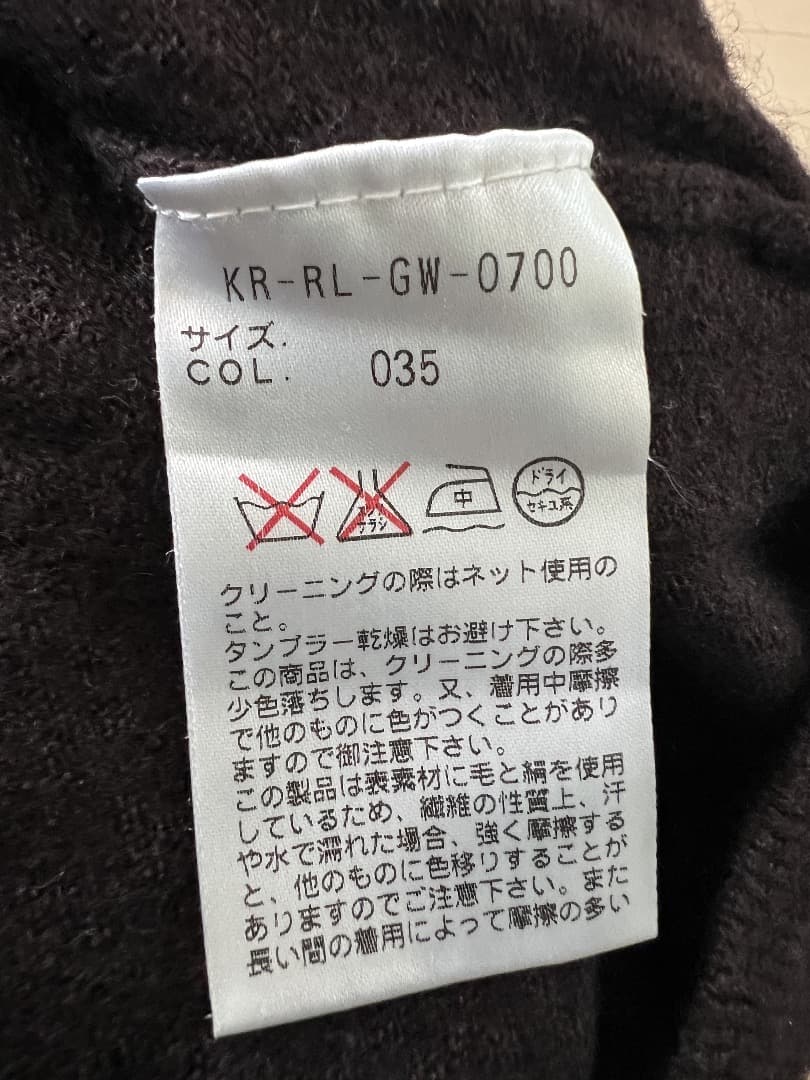 KR-RL-GW-0700
サイズ.
COL. 035
中
ドライ
セキユ系
クリーニングの際はネット使用の
こと。
タンブラー乾燥はお避け下さい。
この商品は、クリーニングの際多
少色落ちします。又、着用中摩擦
で他のものに色がつくことがあり
ますので御注意下さい。
この製品は表素材に毛と絹を使用
しているため、繊維の性質上、汗
や水で濡れた場合、強く摩擦する
と、他のものに色移りすることが
ありますのでご注意下さい。また
長い間の着用によって摩擦の多い